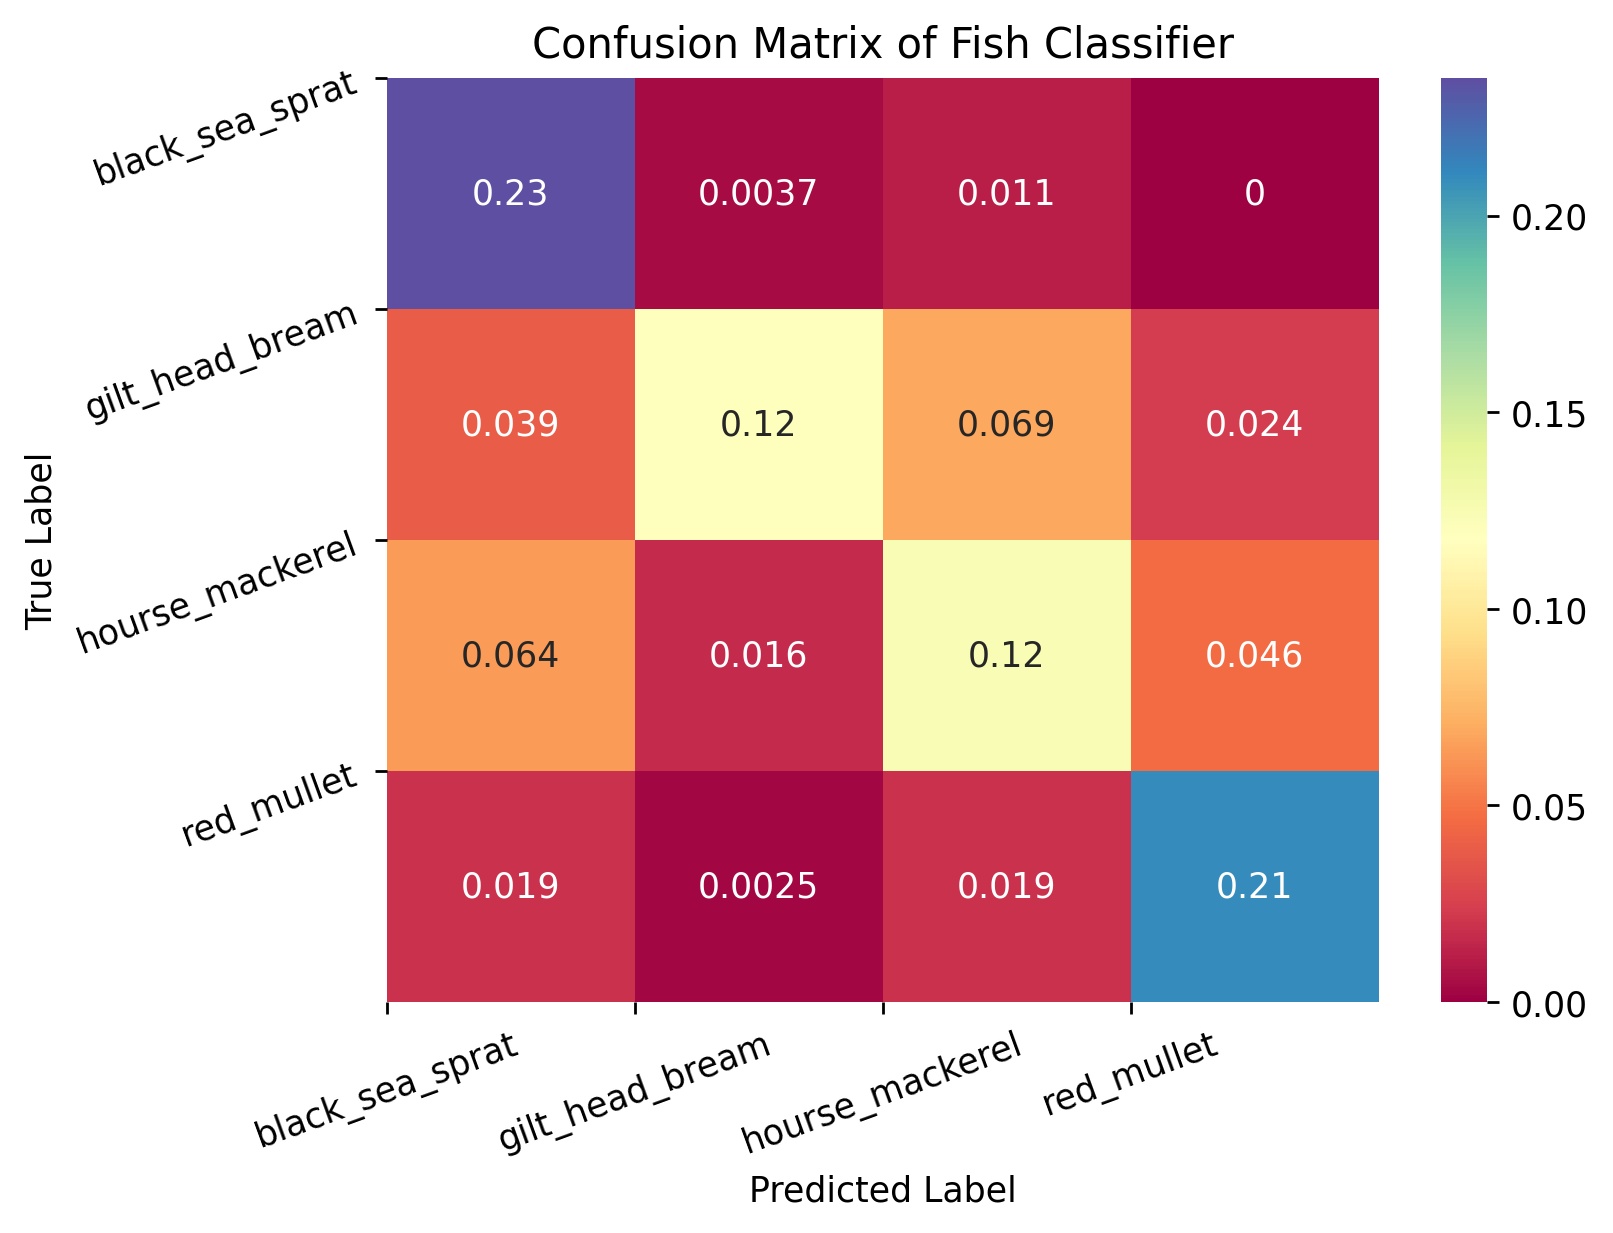 Confusion Matrix of Fish Classifier
black_sea_sprat
0.23 0.0037 0.011 0
0.20
gilt_head_bream
0.039 0.12 0.069 0.024
0.15
True Label
hourse_mackerel
0.064 0.016 0.12 0.046
0.10
red_mullet
0.019 0.0025 0.019 0.21
0.05
0.00
black_sea_sprat gilt_head_bream hourse_mackerel red_mullet
Predicted Label